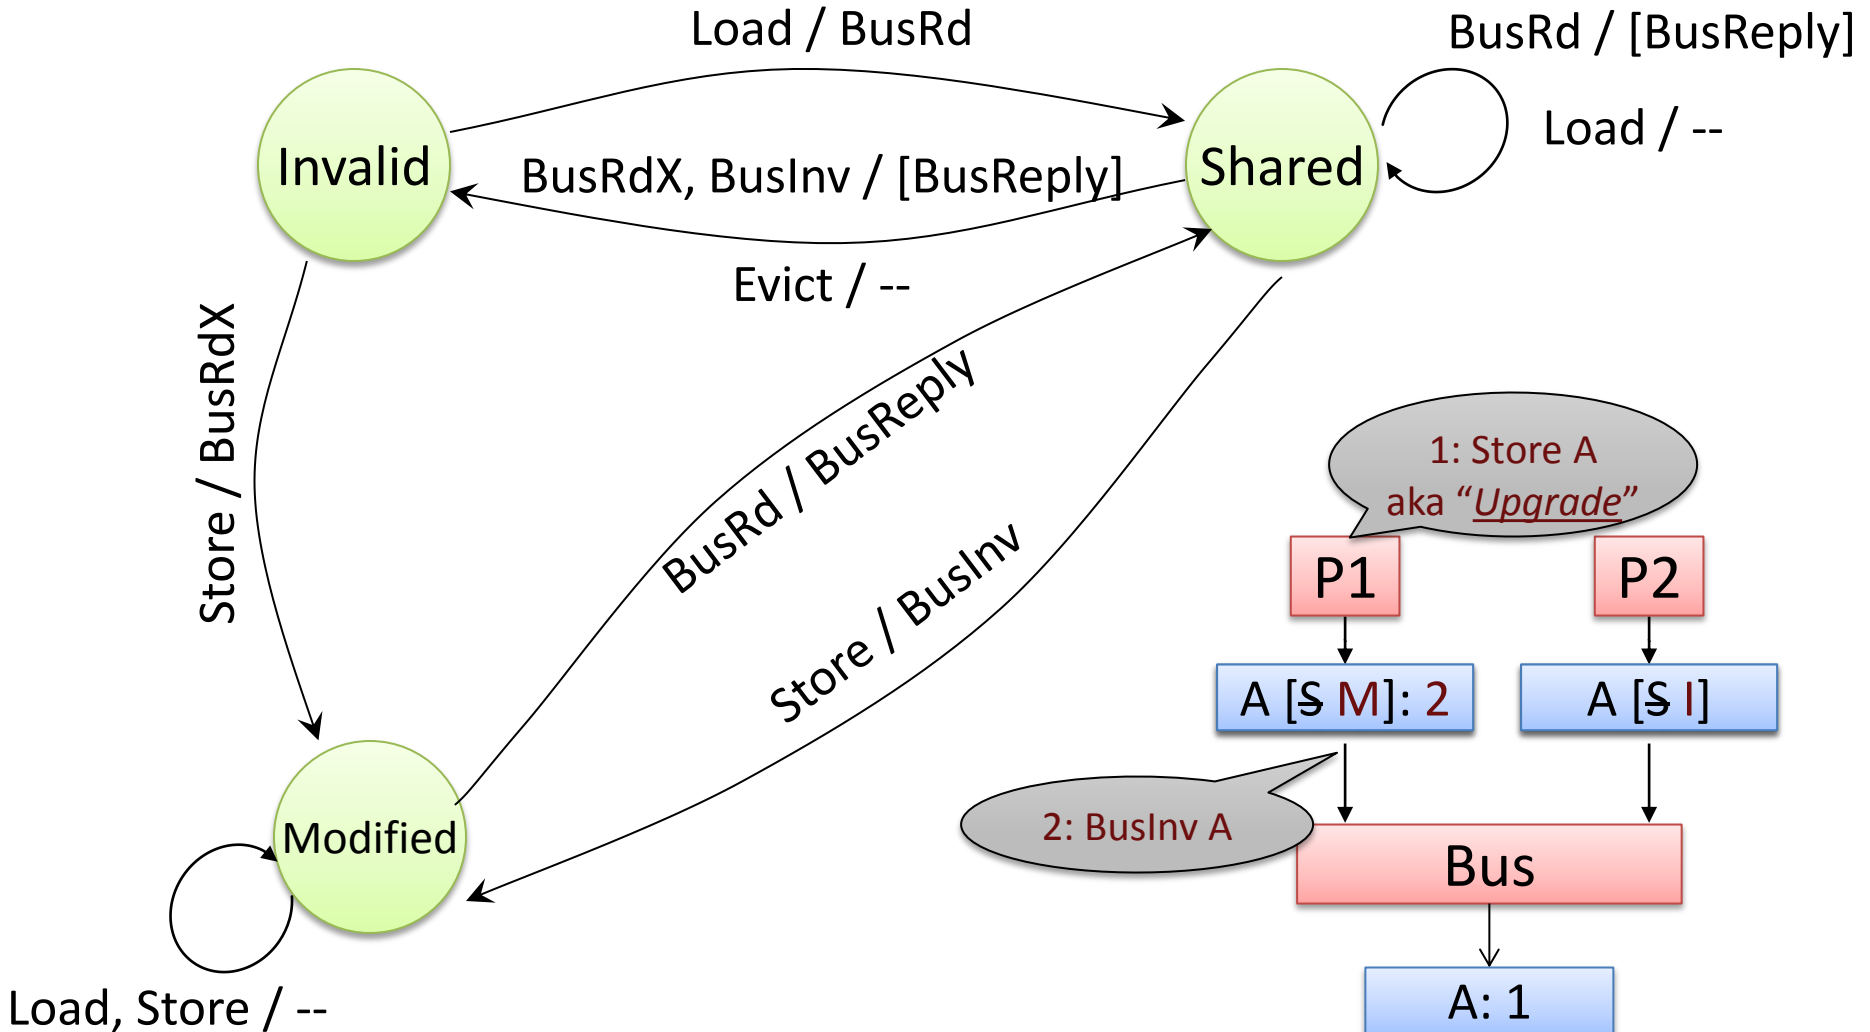 Load / BusRd
BusRd / [BusReply]
Load / --
Invalid
BusRdX, BusInv / [BusReply]
Shared
Evict / --
Store / BusRdX
BusRd / BusReply
Store / BusInv
1: Store A
aka “Upgrade”
P1
P2
A [S M]: 2
A [S I]
Modified
2: BusInv A
Bus
Load, Store / --
A: 1